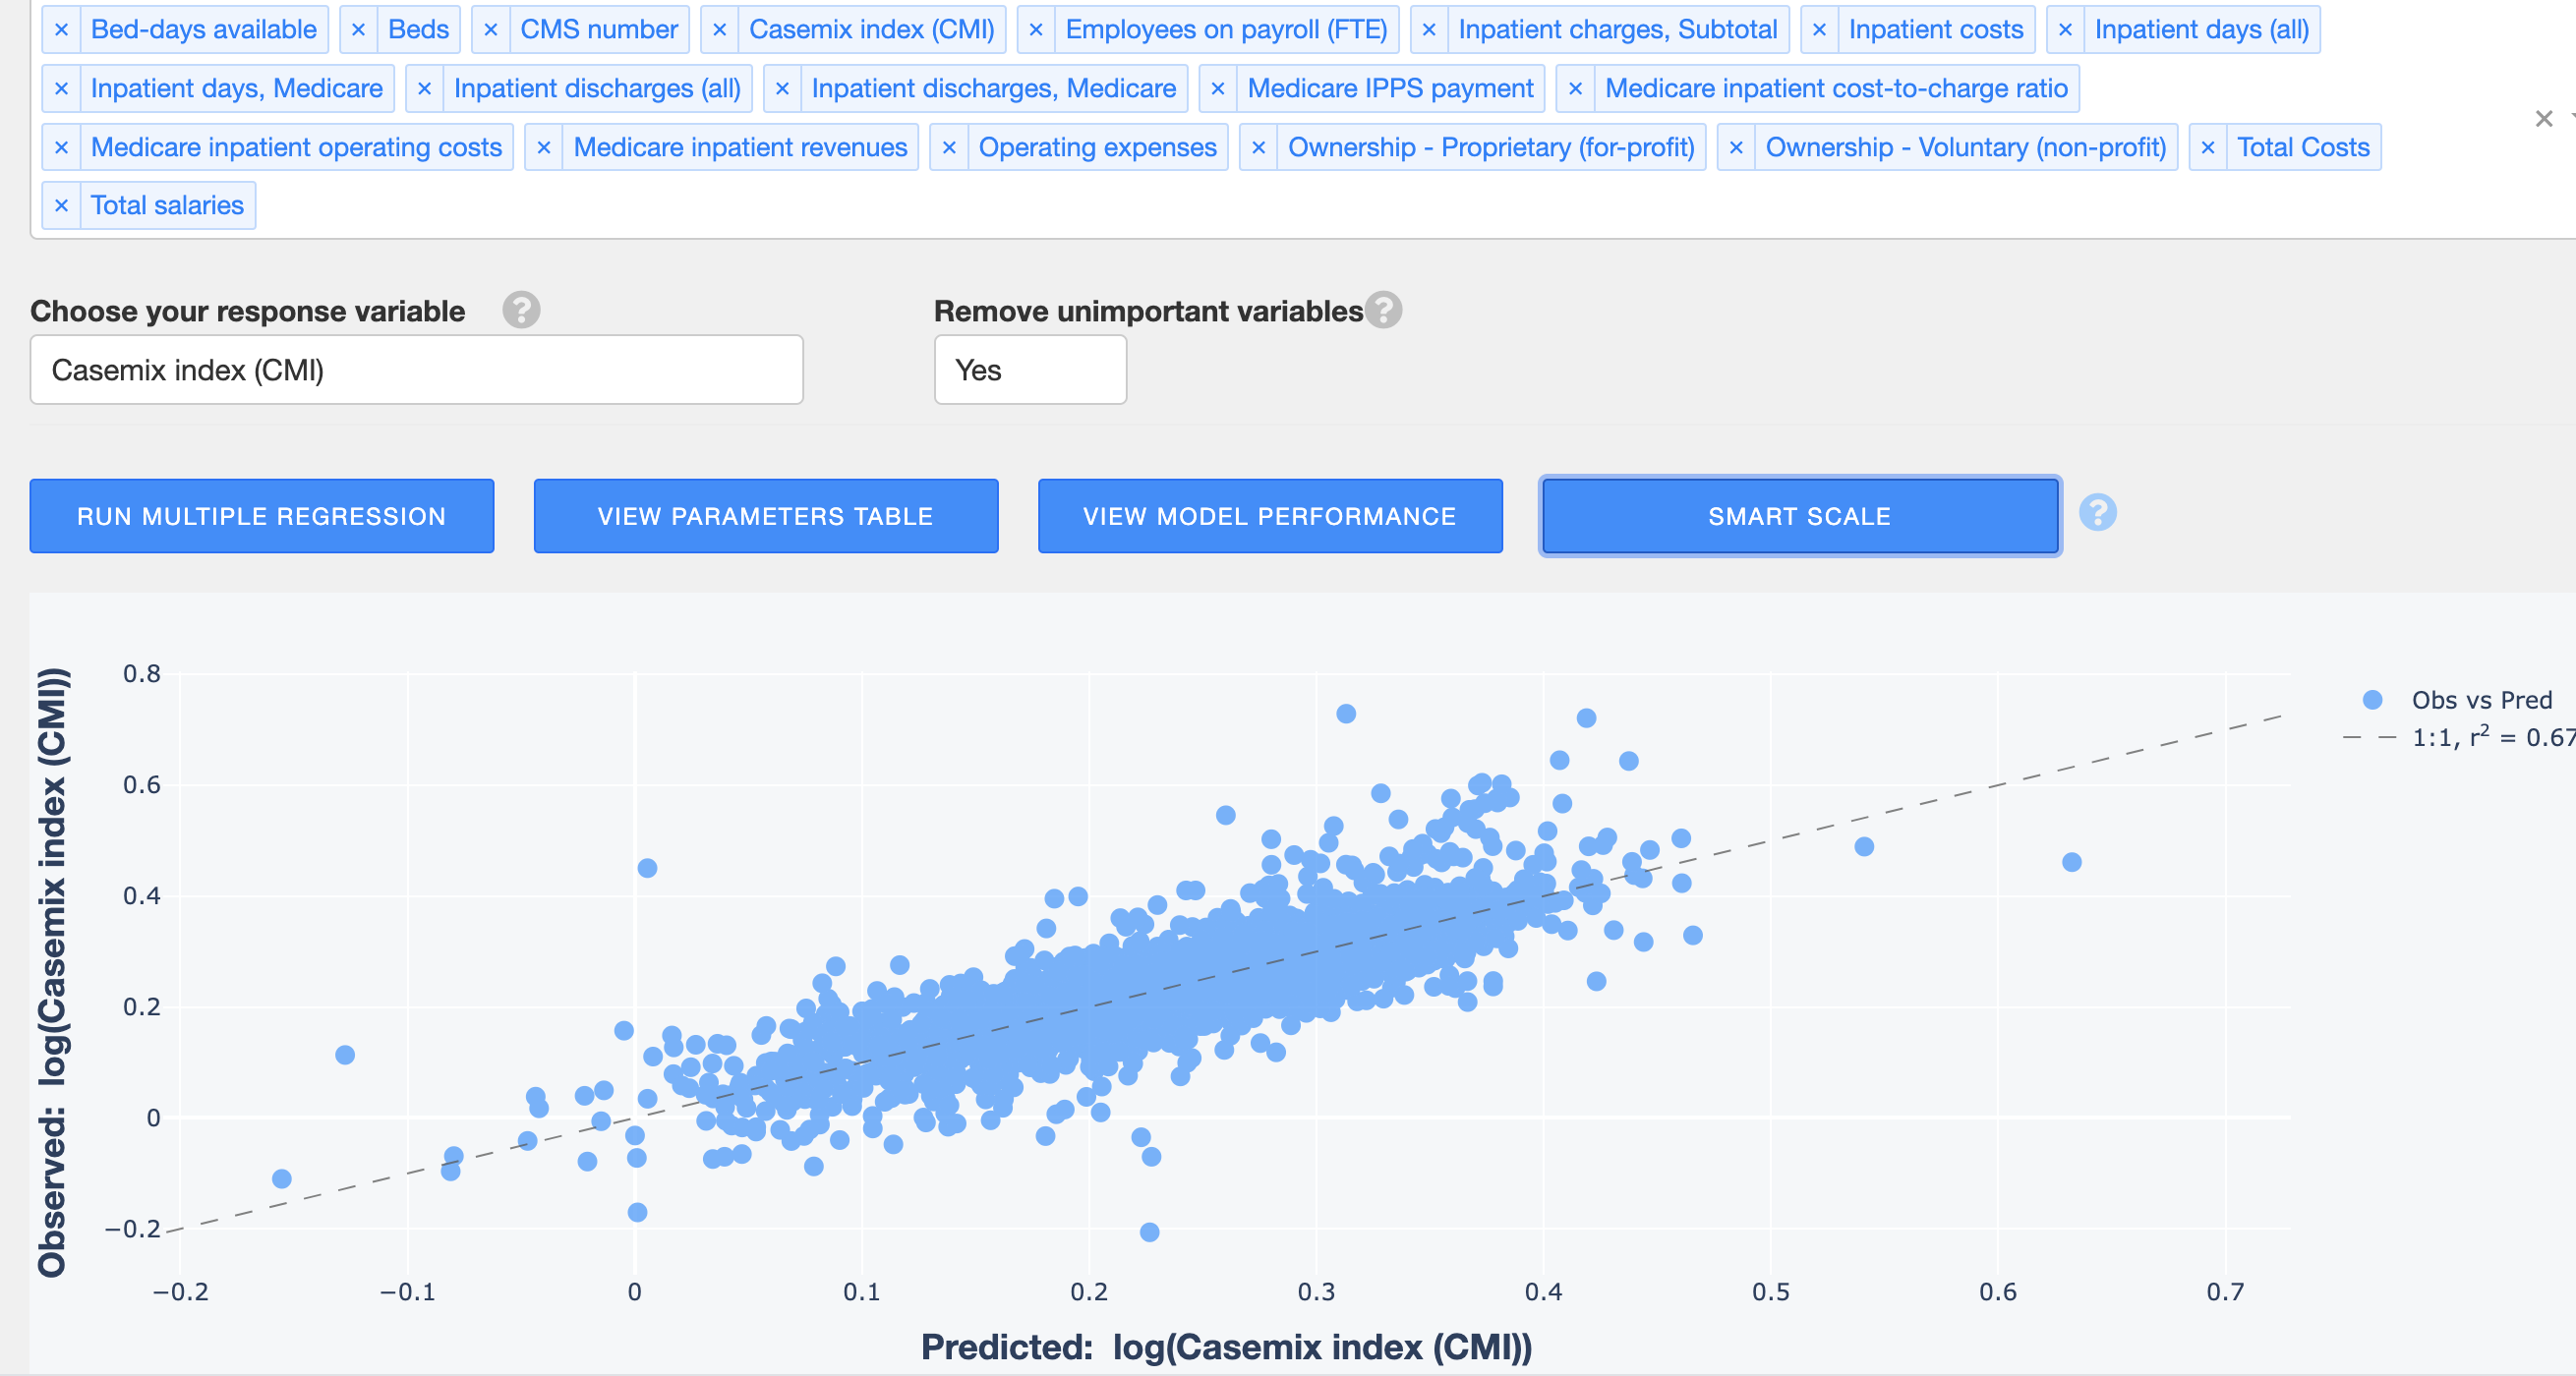 × Bed-days available × Beds × CMS number × Casemix index (CMI) × Employees on payroll (FTE) × Inpatient charges, Subtotal × Inpatient costs × Inpatient days (all)
× Inpatient days, Medicare × Inpatient discharges (all) × Inpatient discharges, Medicare × Medicare IPPS payment × Medicare inpatient cost-to-charge ratio
×
× Medicare inpatient operating costs × Medicare inpatient revenues × Operating expenses × Ownership - Proprietary (for-profit) × Ownership - Voluntary (non-profit) × Total Costs
× Total salaries
Choose your response variable ? Remove unimportant variables ?
Casemix index (CMI) Yes
RUN MULTIPLE REGRESSION VIEW PARAMETERS TABLE VIEW MODEL PERFORMANCE SMART SCALE ?
Observed: log(Casemix index (CMI))
0.8
0.6
0.4
0.2
0
−0.2
Obs vs Pred
1:1, r² = 0.67
−0.2 −0.1 0 0.1 0.2 0.3 0.4 0.5 0.6 0.7
Predicted: log(Casemix index (CMI))